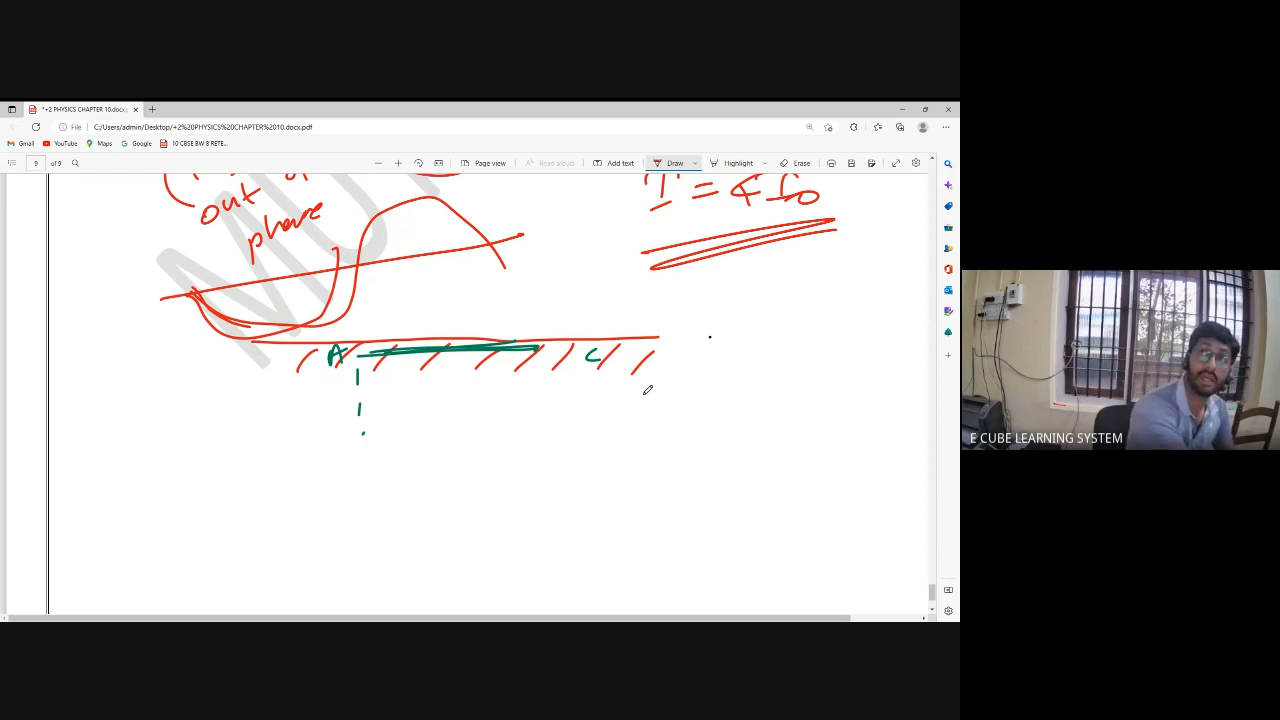 *+2 PHYSICS CHAPTER 10.docx.p
File C:/Users/admin/Desktop/+2%20PHYSICS%20CHAPTER%2010.docx.pdf
Gmail YouTube Maps Google 10 CBSE BW 8 RETE...
9 of 9 Page view Read aloud Add text Draw Highlight Erase
out
phase
I = 4 I₀
A C
MU
E CUBE LEARNING SYSTEM